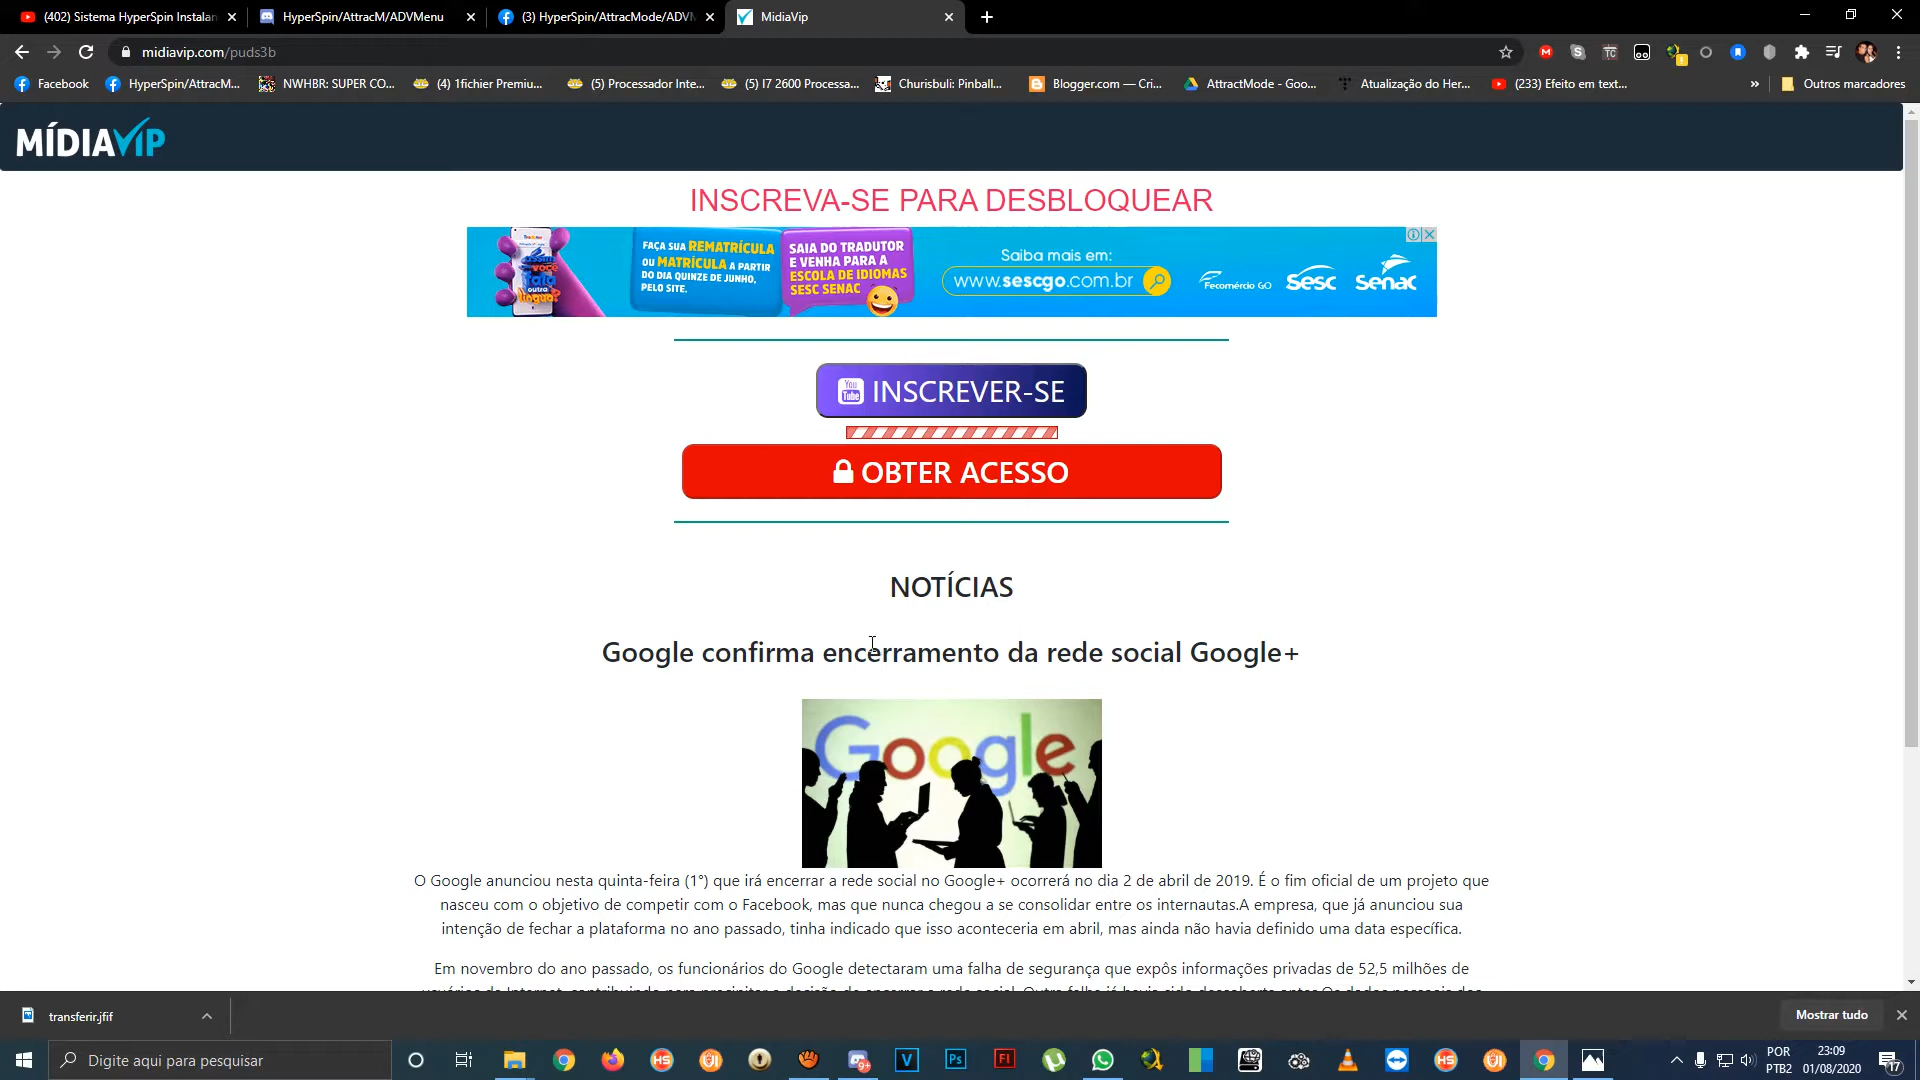 (402) Sistema HyperSpin Instalan
HyperSpin/AttracM/ADVMenu
(3) HyperSpin/AttracMode/ADVM
MidiaVip
midiavip.com/puds3b
Facebook
HyperSpin/AttracM...
NWHBR: SUPER CO...
(4) 1fichier Premiu...
(5) Processador Inte...
(5) I7 2600 Processa...
Churisbuli: Pinball...
Blogger.com — Cri...
AttractMode - Goo...
Atualização do Her...
(233) Efeito em text...
»
Outros marcadores
MÍDIAVIP
INSCREVA-SE PARA DESBLOQUEAR
FAÇA SUA REMATRÍCULA
OU MATRÍCULA A PARTIR
DO DIA QUINZE DE JUNHO,
PELO SITE.
SAIA DO TRADUTOR
E VENHA PARA A
ESCOLA DE IDIOMAS
SESC SENAC
Saiba mais em:
www.sescgo.com.br
Fecomércio GO
Sesc
Senac
You Tube INSCREVER-SE
OBTER ACESSO
NOTÍCIAS
Google confirma encerramento da rede social Google+
Google
O Google anunciou nesta quinta-feira (1°) que irá encerrar a rede social no Google+ ocorrerá no dia 2 de abril de 2019. É o fim oficial de um projeto que
nasceu com o objetivo de competir com o Facebook, mas que nunca chegou a se consolidar entre os internautas.A empresa, que já anunciou sua
intenção de fechar a plataforma no ano passado, tinha indicado que isso aconteceria em abril, mas ainda não havia definido uma data específica.
Em novembro do ano passado, os funcionários do Google detectaram uma falha de segurança que expôs informações privadas de 52,5 milhões de
transferir.jfif
Mostrar tudo
Digite aqui para pesquisar
POR
PTB2
23:09
01/08/2020
17